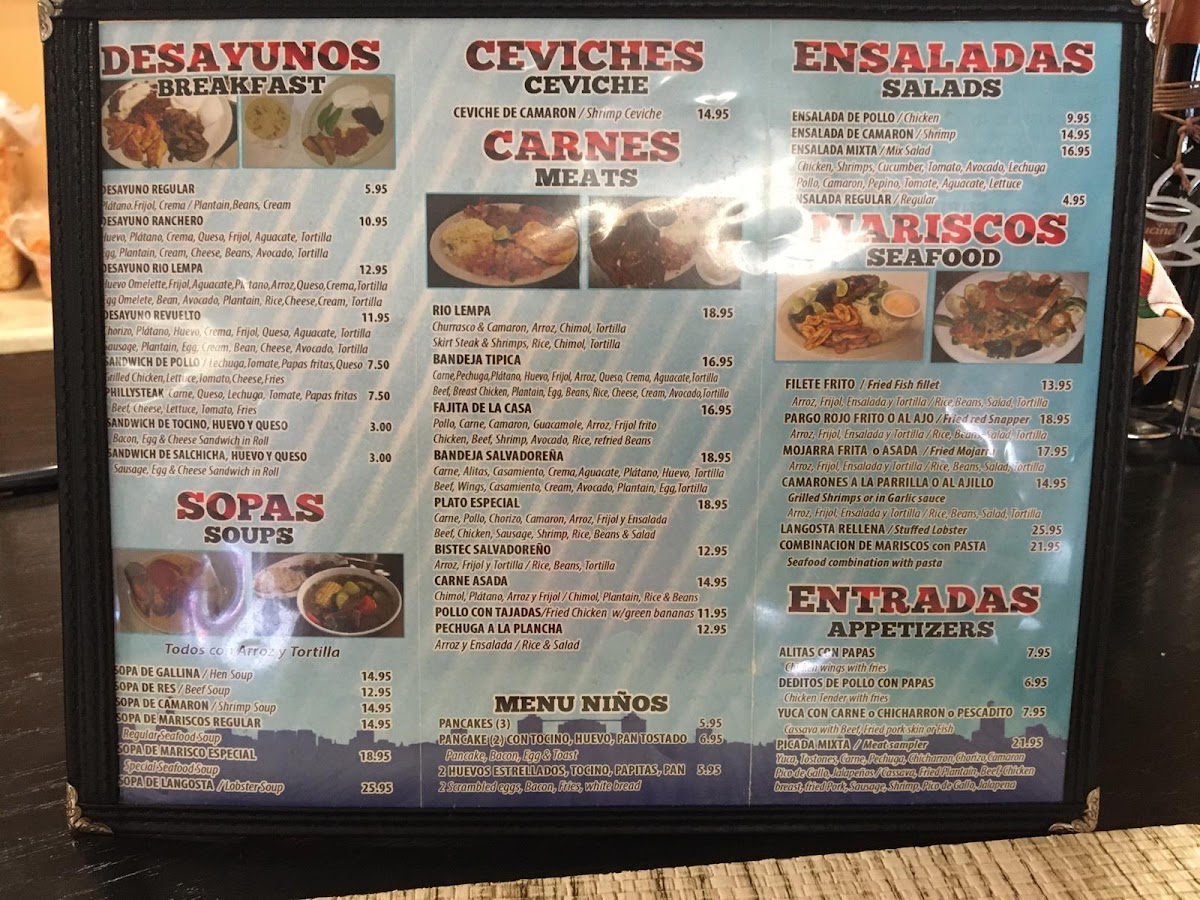 DESAYUNOS
BREAKFAST
DESAYUNO REGULAR 5.95
Plátano,Frijol, Crema / Plantain,Beans, Cream
DESAYUNO RANCHERO 10.95
Huevo, Plátano, Crema, Queso, Frijol, Aguacate, Tortilla
Egg, Plantain, Cream, Cheese, Beans, Avocado, Tortilla
DESAYUNO RIO LEMPA 12.95
Huevo Omelette,Frijol,Aguacate,Plátano,Arroz, Queso,Crema,Tortilla
Egg Omelete, Bean, Avocado, Plantain, Rice,Cheese,Cream, Tortilla
DESAYUNO REVUELTO 11.95
Chorizo, Plátano, Huevo, Crema, Frijol, Queso, Aguacate, Tortilla
Sausage, Plantain, Egg, Cream, Bean, Cheese, Avocado, Tortilla
SANDWICH DE POLLO / Lechuga,Tomate,Papas fritas,Queso 7.50
Grilled Chicken,Lettuce,Tomato,Cheese,Fries
PHILLYSTEAK Carne, Queso, Lechuga, Tomate, Papas fritas 7.50
Beef, Cheese, Lettuce, Tomato, Fries
SANDWICH DE TOCINO, HUEVO Y QUESO 3.00
Bacon, Egg & Cheese Sandwich in Roll
SANDWICH DE SALCHICHA, HUEVO Y QUESO 3.00
Sausage, Egg & Cheese Sandwich in Roll
SOPAS
SOUPS
Todos con Arroz y Tortilla
SOPA DE GALLINA / Hen Soup 14.95
SOPA DE RES / Beef Soup 12.95
SOPA DE CAMARON / Shrimp Soup 14.95
SOPA DE MARISCOS REGULAR 14.95
Regular Seafood Soup
SOPA DE MARISCO ESPECIAL 18.95
Special Seafood Soup
SOPA DE LANGOSTA / Lobster Soup 25.95
CEVICHES
CEVICHE
CEVICHE DE CAMARON / Shrimp Ceviche 14.95
CARNES
MEATS
RIO LEMPA 18.95
Churrasco & Camaron, Arroz, Chimol, Tortilla
Skirt Steak & Shrimps, Rice, Chimol, Tortilla
BANDEJA TIPICA 16.95
Carne,Pechuga,Plátano, Huevo, Frijol, Arroz, Queso, Crema, Aguacate,Tortilla
Beef, Breast Chicken, Plantain, Egg, Beans, Rice, Cheese, Cream, Avocado,Tortilla
FAJITA DE LA CASA 16.95
Pollo, Carne, Camaron, Guacamole, Arroz, Frijol frito
Chicken, Beef, Shrimp, Avocado, Rice, refried Beans
BANDEJA SALVADOREÑA 18.95
Carne, Alitas, Casamiento, Crema, Aguacate, Plátano, Huevo, Tortilla
Beef, Wings, Casamiento, Cream, Avocado, Plantain, Egg,Tortilla
PLATO ESPECIAL 18.95
Carne, Pollo, Chorizo, Camaron, Arroz, Frijol y Ensalada
Beef, Chicken, Sausage, Shrimp, Rice, Beans & Salad
BISTEC SALVADOREÑO 12.95
Arroz, Frijol y Tortilla / Rice, Beans, Tortilla
CARNE ASADA 14.95
Chimol, Plátano, Arroz y Frijol / Chimol, Plantain, Rice & Beans
POLLO CON TAJADAS/Fried Chicken w/green bananas 11.95
PECHUGA A LA PLANCHA 12.95
Arroz y Ensalada / Rice & Salad
MENU NIÑOS
PANCAKES (3) 5.95
PANCAKE (2) CON TOCINO, HUEVO, PAN TOSTADO 6.95
Pancake, Bacon, Egg & Toast
2 HUEVOS ESTRELLADOS, TOCINO, PAPITAS, PAN 5.95
2 Scrambled eggs, Bacon, Fries, white bread
ENSALADAS
SALADS
ENSALADA DE POLLO / Chicken 9.95
ENSALADA DE CAMARON / Shrimp 14.95
ENSALADA MIXTA / Mix Salad 16.95
Chicken, Shrimps, Cucumber, Tomato, Avocado, Lechuga
Pollo, Camaron, Pepino, Tomate, Aguacate, Lettuce
ENSALADA REGULAR / Regular 4.95
MARISCOS
SEAFOOD
FILETE FRITO / Fried Fish fillet 13.95
Arroz, Frijol, Ensalada y Tortilla / Rice, Beans, Salad, Tortilla
PARGO ROJO FRITO O AL AJO / Fried red Snapper 18.95
Arroz, Frijol, Ensalada y Tortilla / Rice, Beans, Salad, Tortilla
MOJARRA FRITA o ASADA / Fried Mojarra 17.95
Arroz, Frijol, Ensalada y Tortilla / Rice, Beans, Salad, Tortilla
CAMARONES A LA PARRILLA O AL AJILLO 14.95
Grilled Shrimps or in Garlic sauce
Arroz, Frijol, Ensalada y Tortilla / Rice, Beans, Salad, Tortilla
LANGOSTA RELLENA / Stuffed Lobster 25.95
COMBINACION DE MARISCOS con PASTA 21.95
Seafood combination with pasta
ENTRADAS
APPETIZERS
ALITAS CON PAPAS 7.95
Chicken wings with fries
DEDITOS DE POLLO CON PAPAS 6.95
Chicken Tender with fries
YUCA CON CARNE o CHICHARRON o PESCADITO 7.95
Cassava with Beef, Fried pork skin or Fish
PICADA MIXTA / Meat sampler 21.95
Yuca, Tostones, Carne, Pechuga, Chicharron, Chorizo,Camaron
Pico de Gallo, Jalapeños / Cassava, Fried Plantain, Beef, Chicken
breast, fried Pork, Sausage, Shrimp, Pico de Gallo, Jalapena